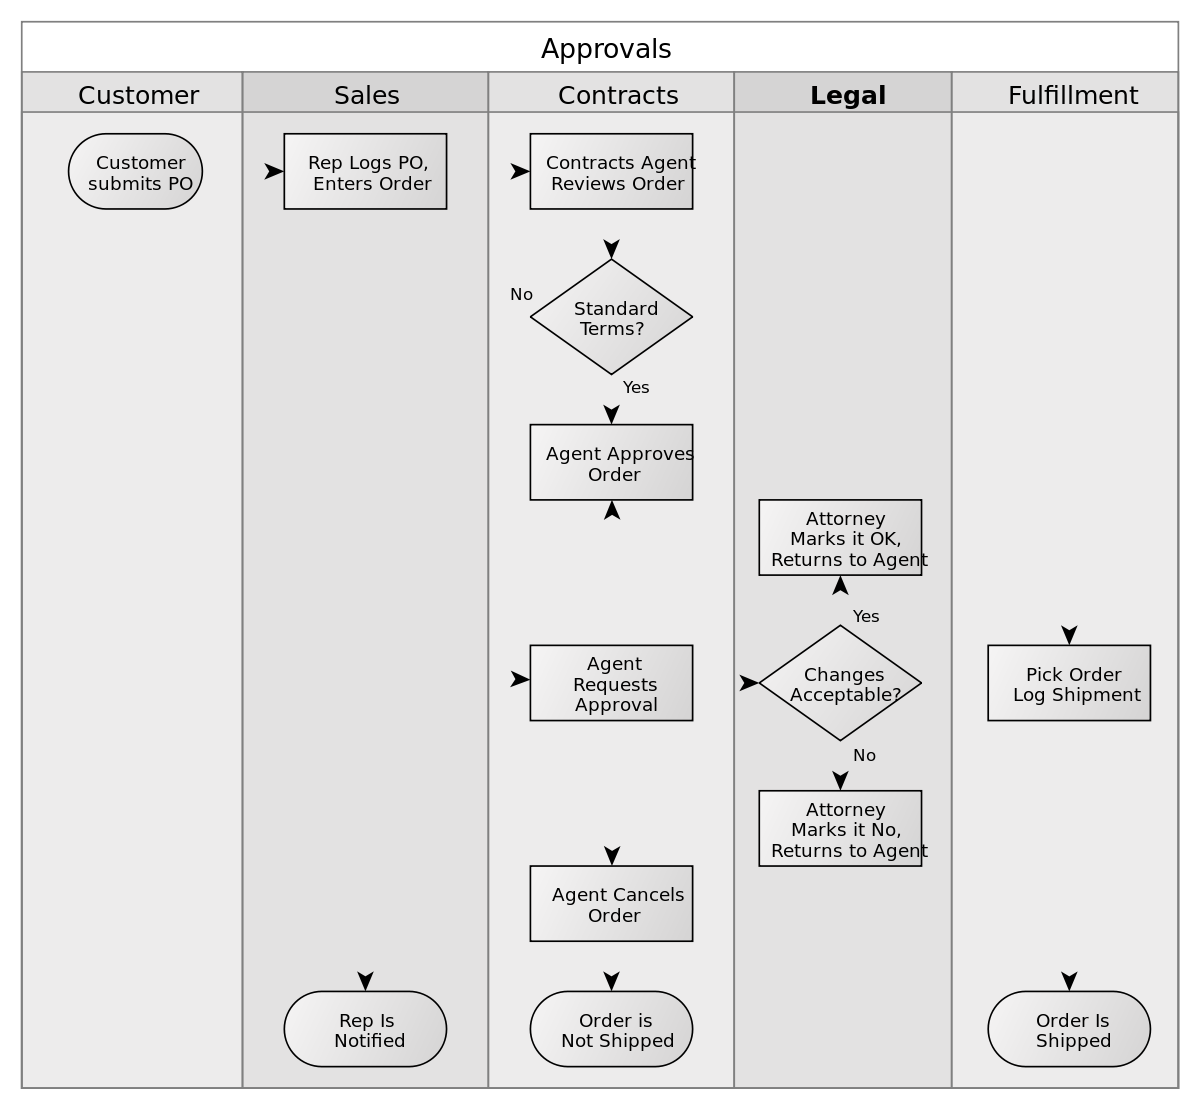 Approvals
Customer
Sales
Contracts
Legal
Fulfillment
Customer
submits PO
Rep Logs PO,
Enters Order
Contracts Agent
Reviews Order
No
Standard
Terms?
Yes
Agent Approves
Order
Attorney
Marks it OK,
Returns to Agent
Yes
Agent
Requests
Approval
Changes
Acceptable?
Pick Order
Log Shipment
No
Attorney
Marks it No,
Returns to Agent
Agent Cancels
Order
Rep Is
Notified
Order is
Not Shipped
Order Is
Shipped